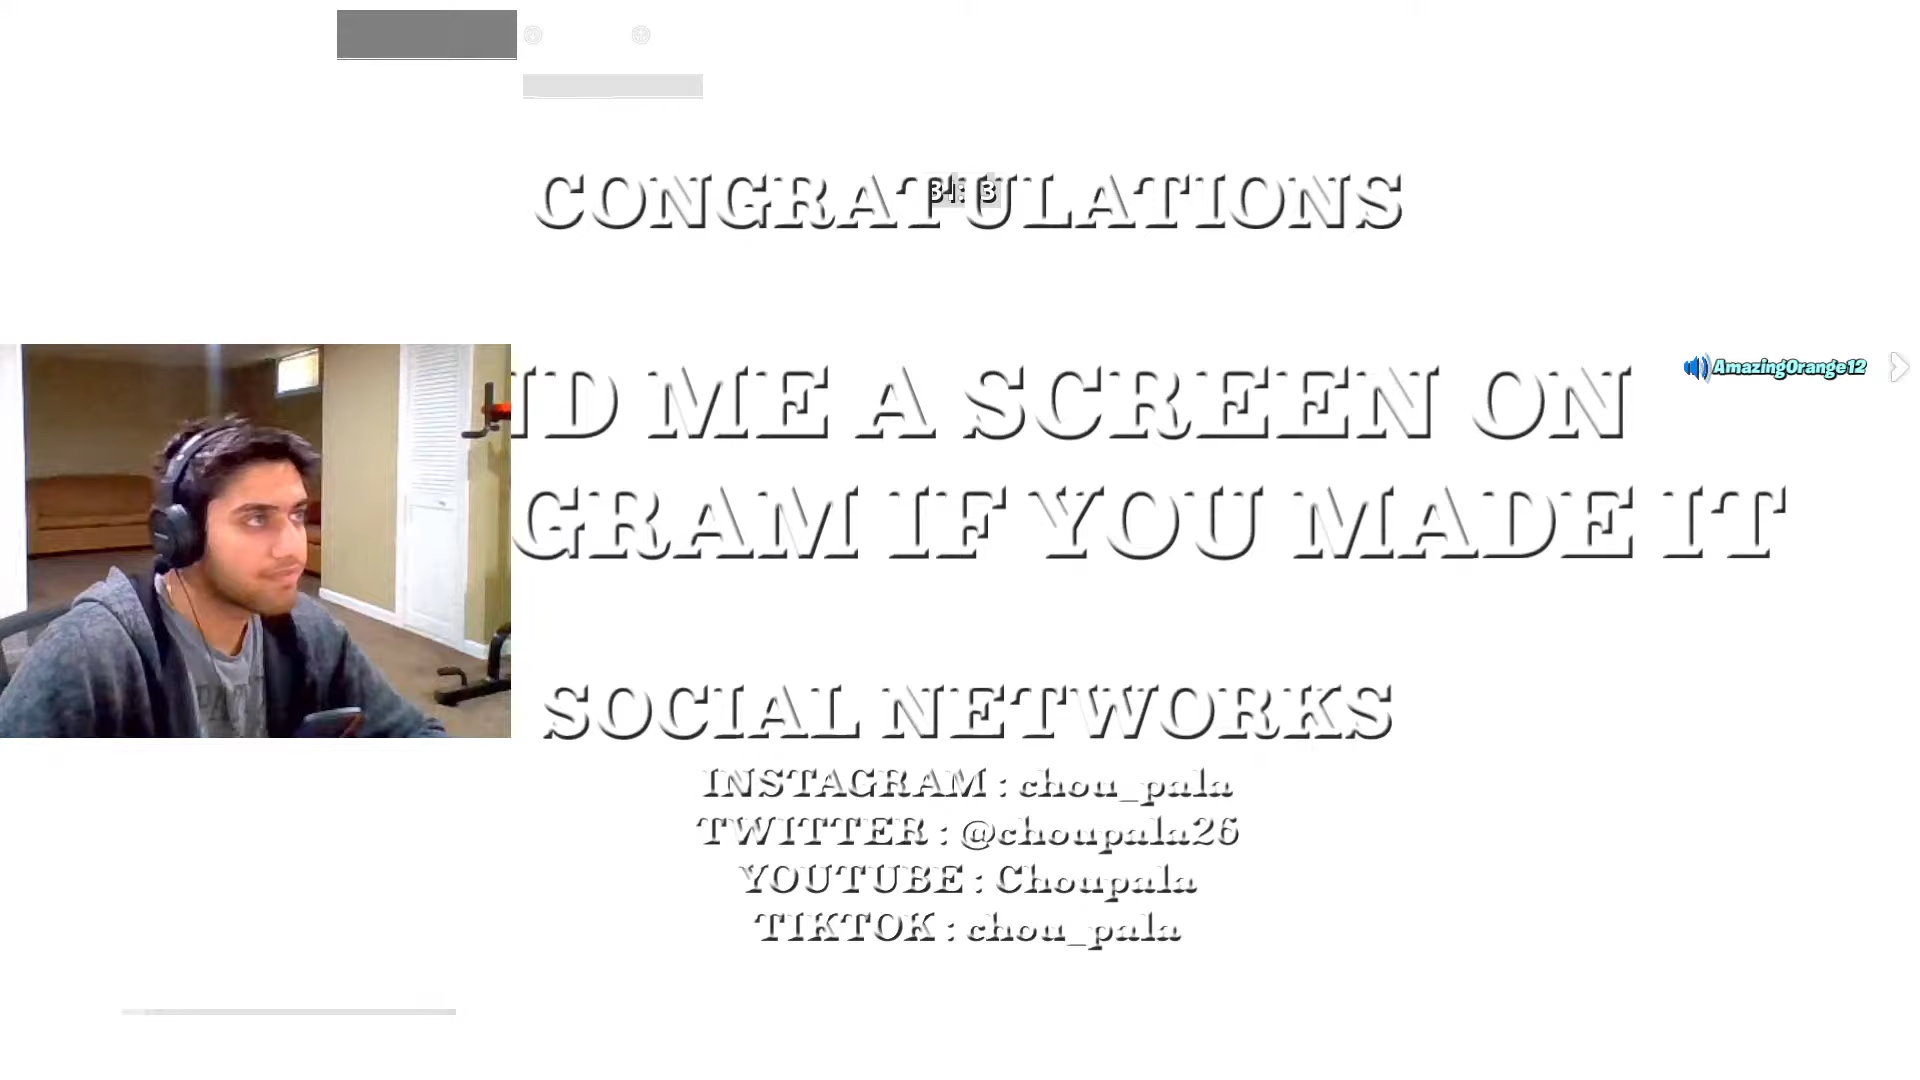 CONGRATULATIONS
ND ME A SCREEN ON
AmazingOrange12
GRAM IF YOU MADE IT
SOCIAL NETWORKS
INSTAGRAM : chou_pala
TWITTER : @choupala26
YOUTUBE : Choupala
TIKTOK : chou_pala